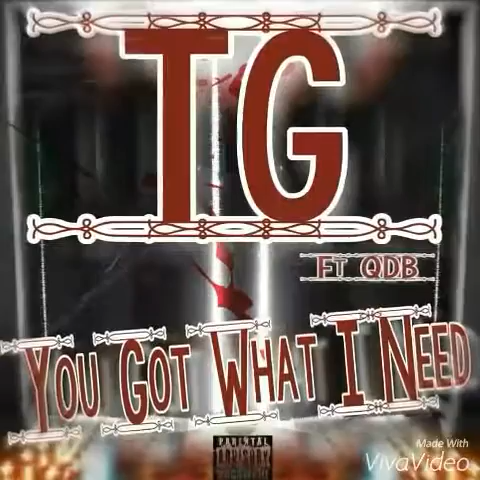 TG
FT QDB
YOU GOT WHAT I NEED
PARENTAL
ADVISORY
Made With
VivaVideo